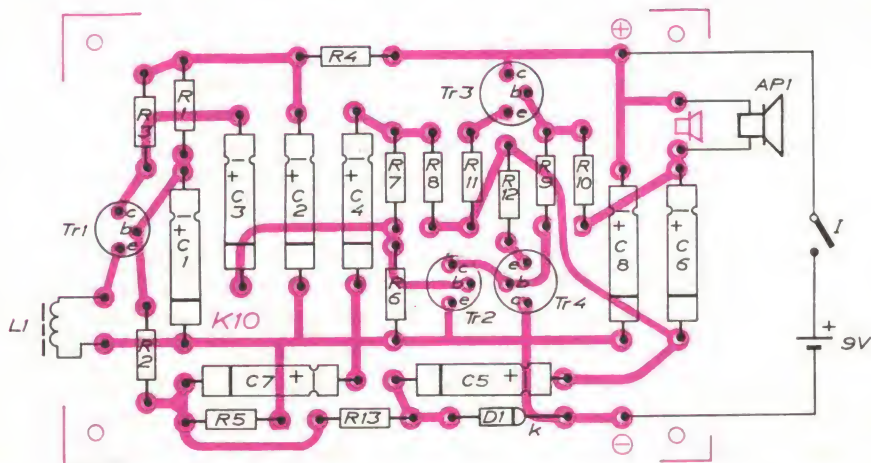 ⊕
R4
AP1
Tr3
c
b
e
R3
R1
+
C3
+
C2
+
C4
R7
R8
R11
R12
R9
R10
+
C8
+
C6
I
Tr1
c
b
e
+
C1
R6
tr
c
b
e
Tr2
e
b
c
Tr4
L1
K10
R2
+
9V
C7 +
C5 +
R5
R13
D1
k
⊖